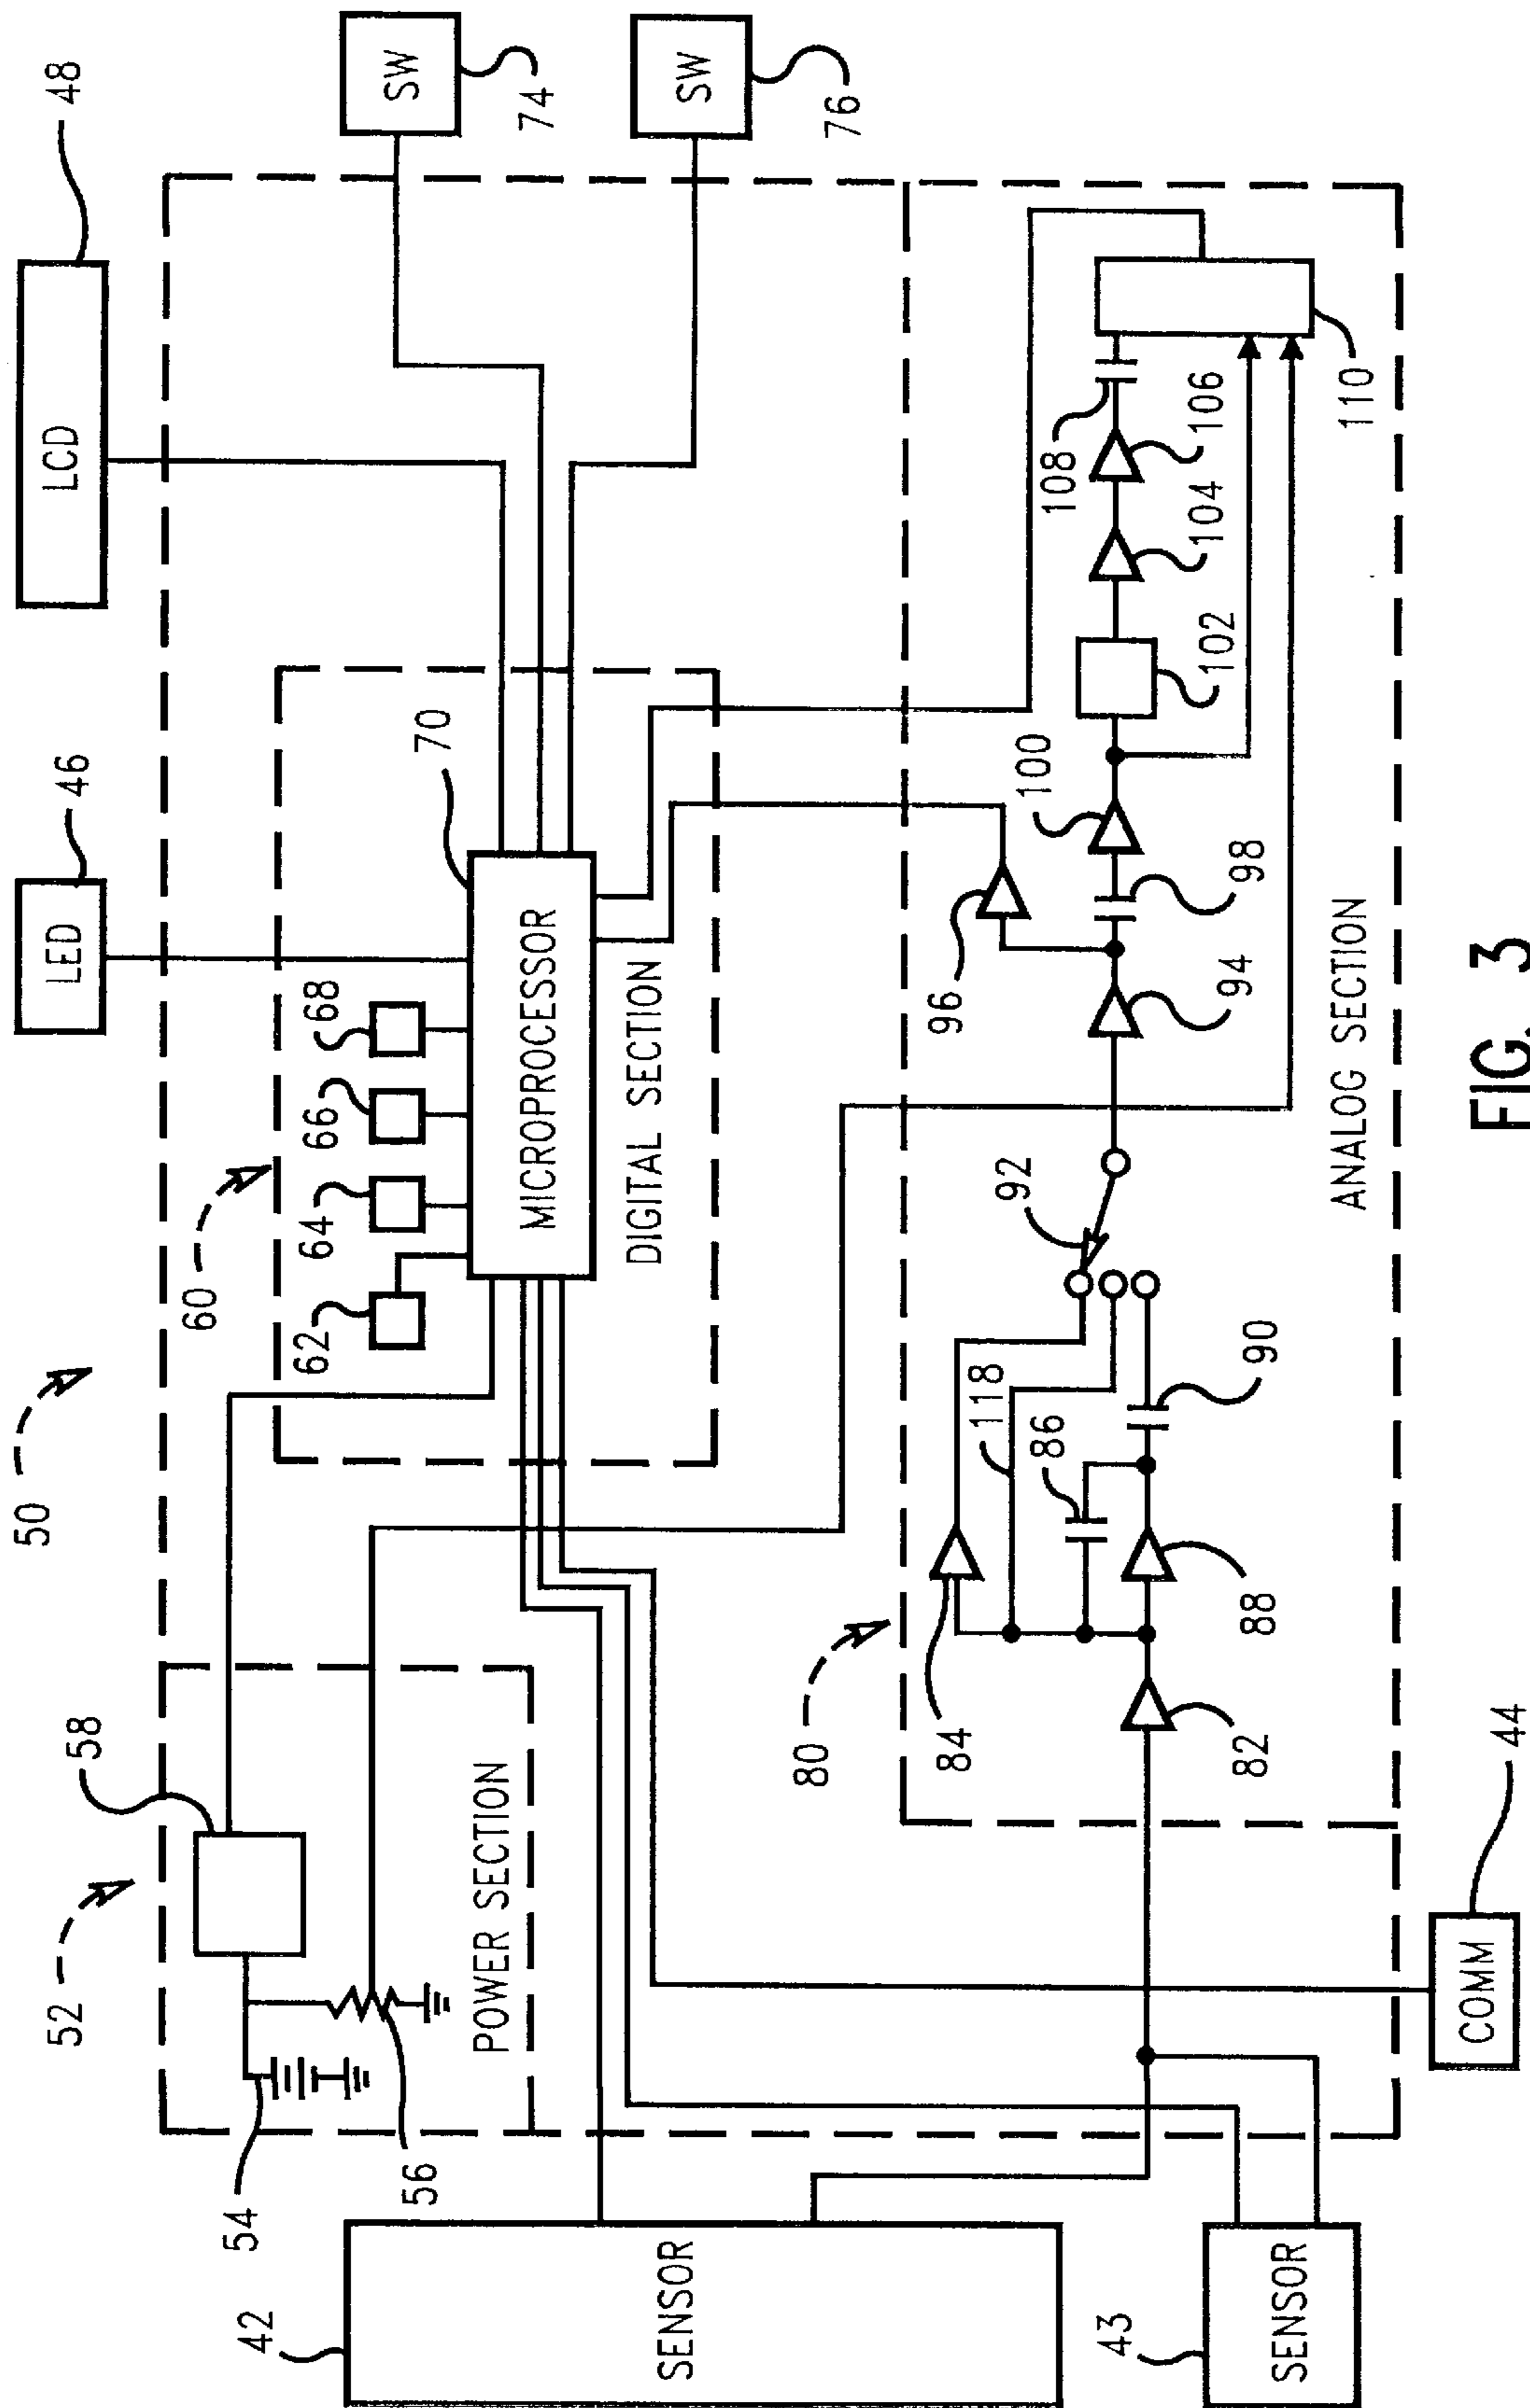 50
52
58
54
56
POWER SECTION
60
62
64
66
68
70
MICROPROCESSOR
DIGITAL SECTION
LED
46
LCD
48
SW
74
SW
76
42
SENSOR
43
SENSOR
COMM
44
80
82
84
118
86
88
90
92
94
96
98
100
102
104
106
108
110
ANALOG SECTION
FIG. 3